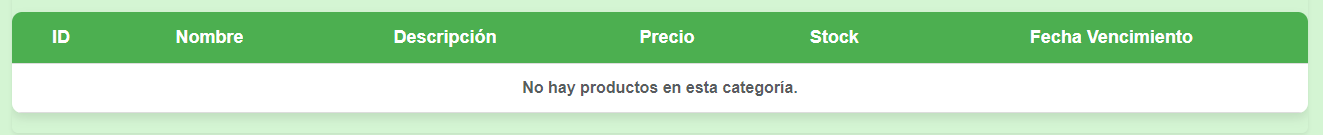 ID Nombre Descripción Precio Stock Fecha Vencimiento
No hay productos en esta categoría.